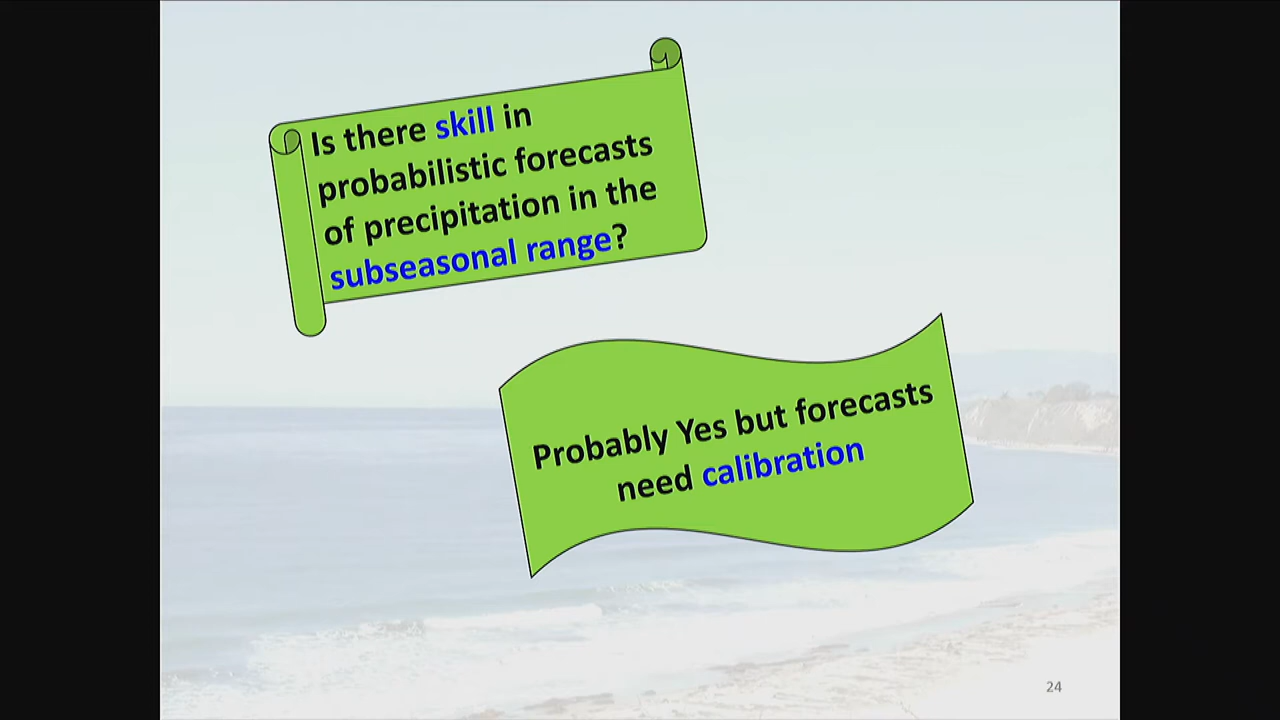 Is there skill in
probabilistic forecasts
of precipitation in the
subseasonal range?
Probably Yes but forecasts
need calibration
24